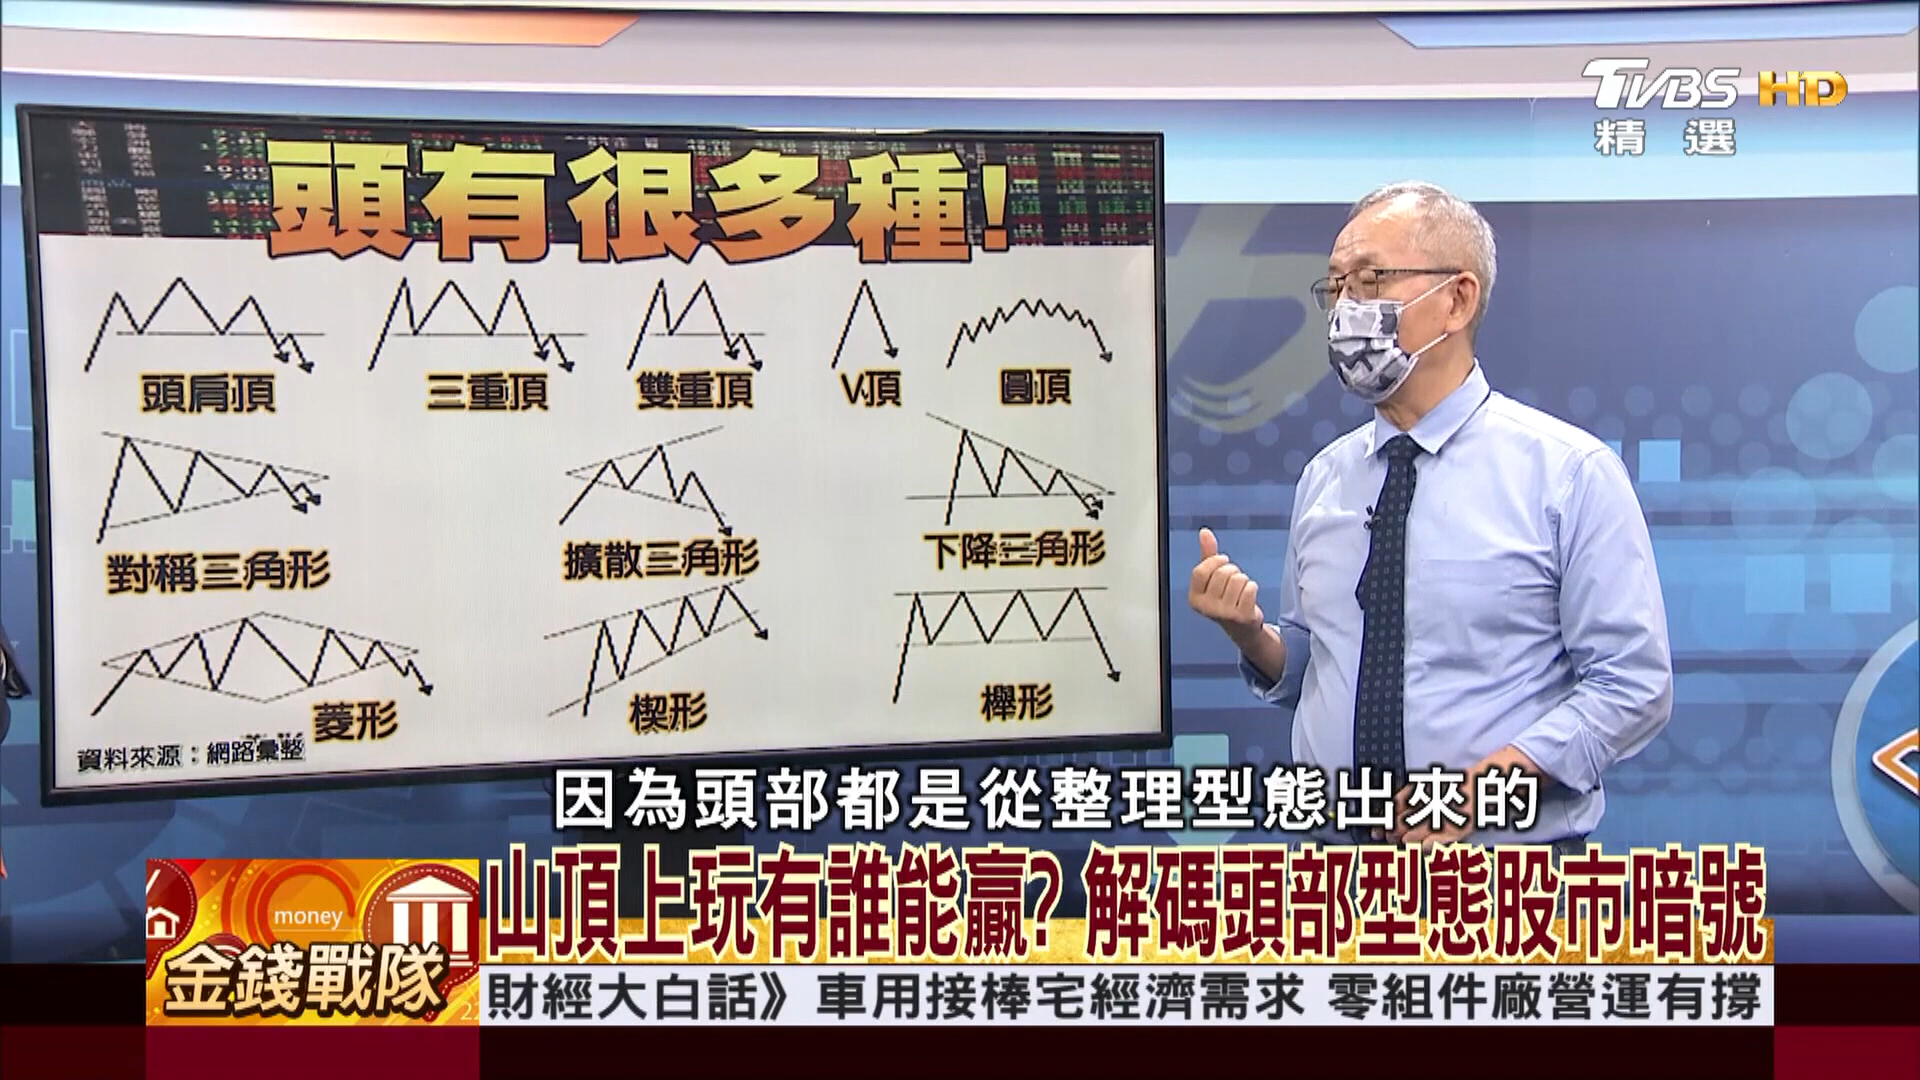 TVBS HD
精選
頭有很多種!
頭肩頂
三重頂
雙重頂
V頂
圓頂
對稱三角形
擴散三角形
下降三角形
菱形
楔形
櫸形
資料來源：網路彙整
因為頭部都是從整理型態出來的
山頂上玩有誰能贏? 解碼頭部型態股市暗號
money
金錢戰隊
財經大白話》車用接棒宅經濟需求 零組件廠營運有撐